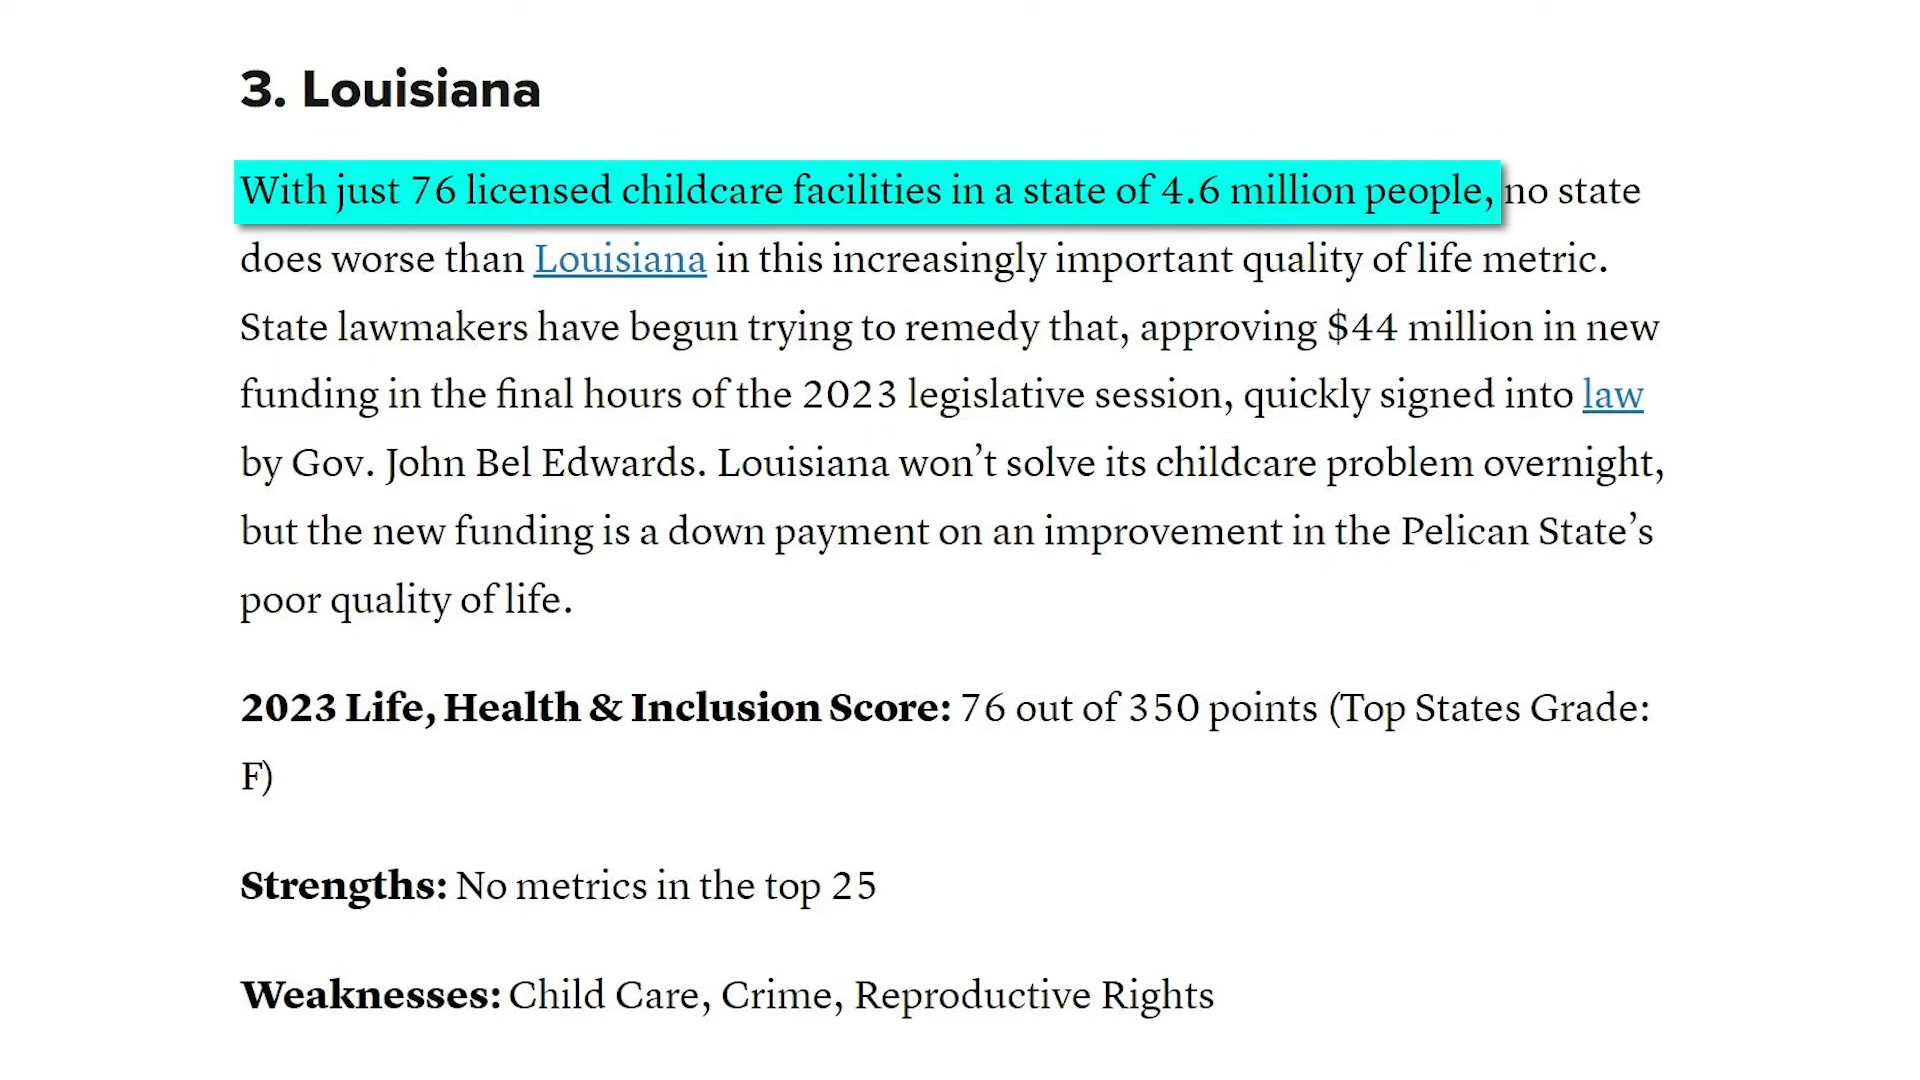 3. Louisiana
With just 76 licensed childcare facilities in a state of 4.6 million people, no state
does worse than Louisiana in this increasingly important quality of life metric.
State lawmakers have begun trying to remedy that, approving $44 million in new
funding in the final hours of the 2023 legislative session, quickly signed into law
by Gov. John Bel Edwards. Louisiana won’t solve its childcare problem overnight,
but the new funding is a down payment on an improvement in the Pelican State’s
poor quality of life.
2023 Life, Health & Inclusion Score: 76 out of 350 points (Top States Grade:
F)
Strengths: No metrics in the top 25
Weaknesses: Child Care, Crime, Reproductive Rights